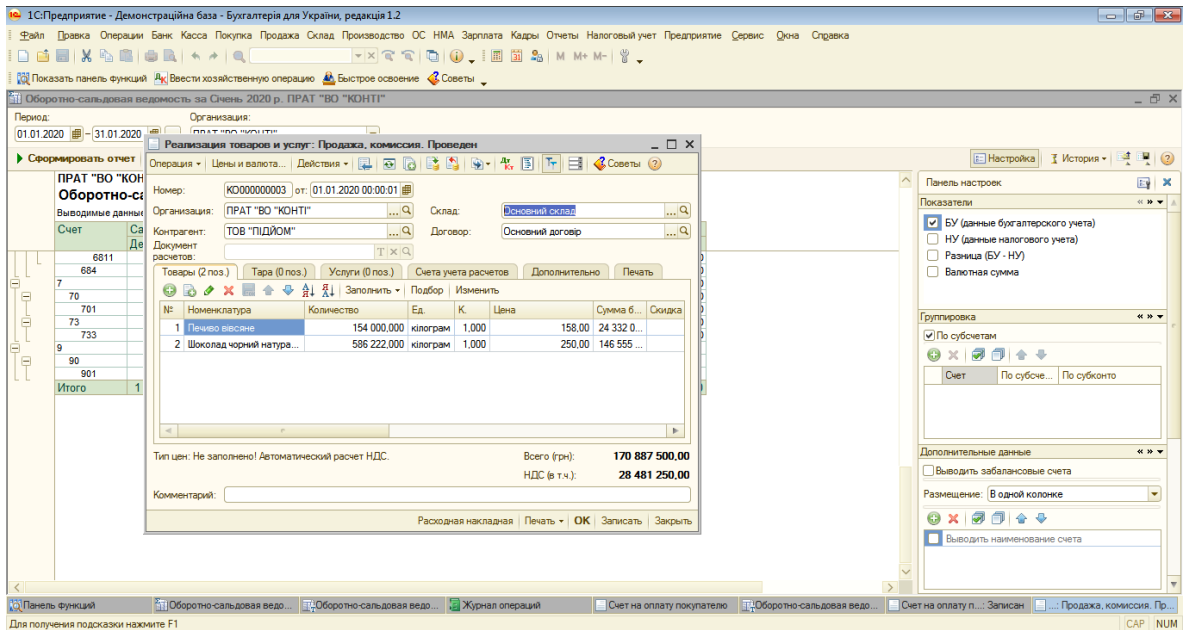 1С:Предприятие - Демонстраційна база - Бухгалтерія для України, редакція 1.2
Файл Правка Операции Банк Касса Покупка Продажа Склад Производство ОС НМА Зарплата Кадры Отчеты Налоговый учет Предприятие Сервис Окна Справка
M M+ M-
Показать панель функций Ввести хозяйственную операцию Быстрое освоение Советы
Оборотно-сальдовая ведомость за Січень 2020 р. ПРАТ "ВО "КОНТІ"
Период: Организация:
01.01.2020 – 31.01.2020 ПРАТ "ВО "КОНТІ"
Сформировать отчет Настройка История
ПРАТ "ВО "КОН
Оборотно-са
Выводимые данные
Счет Са
Де
6811
684
7
70
701
73
733
9
90
901
Итого 1
Реализация товаров и услуг: Продажа, комиссия. Проведен
Операция Цены и валюта... Действия Советы
Номер: КО000000003 от: 01.01.2020 00:00:01
Организация: ПРАТ "ВО "КОНТІ" Склад: Основний склад
Контрагент: ТОВ "ПІДЙОМ" Договор: Основний договір
Документ расчетов:
Товары (2 поз.) Тара (0 поз.) Услуги (0 поз.) Счета учета расчетов Дополнительно Печать
Заполнить Подбор Изменить
№ Номенклатура Количество Ед. К. Цена Сумма б... Скидка
1 Печиво вівсяне 154 000,000 кілограм 1,000 158,00 24 332 0...
2 Шоколад чорний натура... 586 222,000 кілограм 1,000 250,00 146 555 ...
Тип цен: Не заполнено! Автоматический расчет НДС. Всего (грн): 170 887 500,00
НДС (в т.ч.): 28 481 250,00
Комментарий:
Расходная накладная Печать OK Записать Закрыть
Панель настроек
Показатели
БУ (данные бухгалтерского учета)
НУ (данные налогового учета)
Разница (БУ - НУ)
Валютная сумма
Группировка
По субсчетам
Счет По субсче... По субконто
Дополнительные данные
Выводить забалансовые счета
Размещение: В одной колонке
Выводить наименование счета
Панель функций Оборотно-сальдовая ведо... Оборотно-сальдовая ведо... Журнал операций Счет на оплату покупателю Оборотно-сальдовая ведо... Счет на оплату п...: Записан ...: Продажа, комиссия. Пр...
Для получения подсказки нажмите F1 CAP NUM